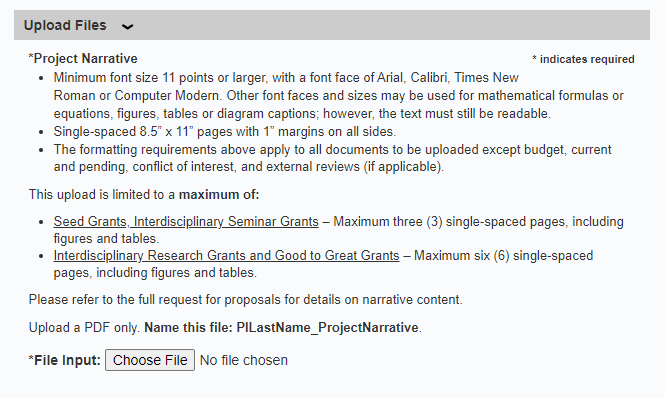 Upload Files
*Project Narrative * indicates required
• Minimum font size 11 points or larger, with a font face of Arial, Calibri, Times New
Roman or Computer Modern. Other font faces and sizes may be used for mathematical formulas or
equations, figures, tables or diagram captions; however, the text must still be readable.
• Single-spaced 8.5” x 11” pages with 1” margins on all sides.
• The formatting requirements above apply to all documents to be uploaded except budget, current
and pending, conflict of interest, and external reviews (if applicable).
This upload is limited to a maximum of:
• Seed Grants, Interdisciplinary Seminar Grants – Maximum three (3) single-spaced pages, including
figures and tables.
• Interdisciplinary Research Grants and Good to Great Grants – Maximum six (6) single-spaced
pages, including figures and tables.
Please refer to the full request for proposals for details on narrative content.
Upload a PDF only. Name this file: PILastName_ProjectNarrative.
*File Input: Choose File No file chosen